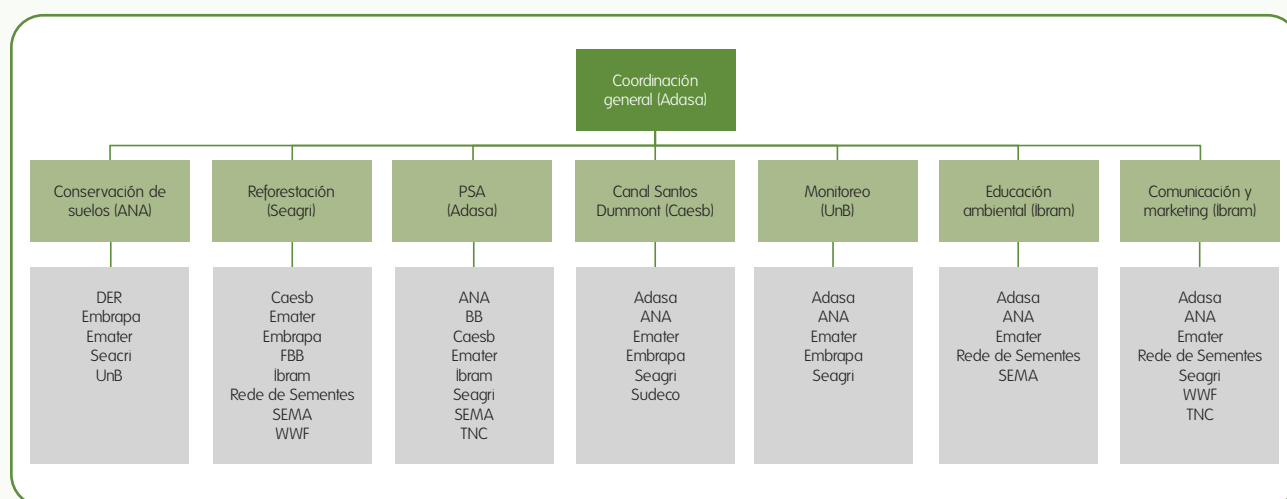 Coordinación
general (Adasa)
Conservación de
suelos (ANA)
Reforestación
(Seagri)
PSA
(Adasa)
Canal Santos
Dummont (Caesb)
Monitoreo
(UnB)
Educación
ambiental (Ibram)
Comunicación y
marketing (Ibram)
DER
Embrapa
Emater
Seacri
UnB
Caesb
Emater
Embrapa
FBB
Ibram
Rede de Sementes
SEMA
WWF
ANA
BB
Caesb
Emater
Ibram
Seagri
SEMA
TNC
Adasa
ANA
Emater
Embrapa
Seagri
Sudeco
Adasa
ANA
Emater
Embrapa
Seagri
Adasa
ANA
Emater
Rede de Sementes
SEMA
Adasa
ANA
Emater
Rede de Sementes
Seagri
WWF
TNC